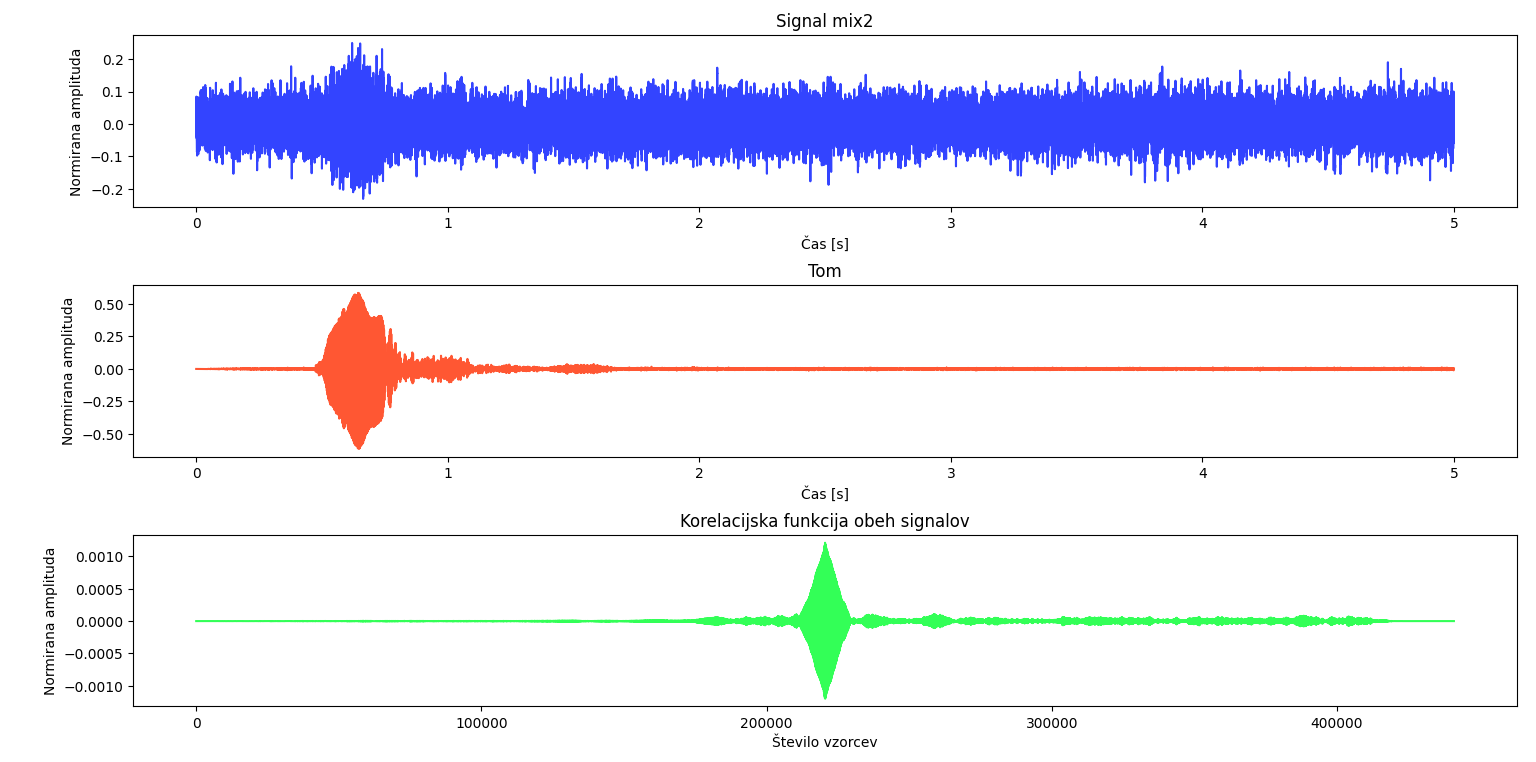 Signal mix2
Normirana amplituda
0.2
0.1
0.0
−0.1
−0.2
0 1 2 3 4 5
Čas [s]
Tom
Normirana amplituda
0.50
0.25
0.00
−0.25
−0.50
0 1 2 3 4 5
Čas [s]
Korelacijska funkcija obeh signalov
Normirana amplituda
0.0010
0.0005
0.0000
−0.0005
−0.0010
0 100000 200000 300000 400000
Število vzorcev